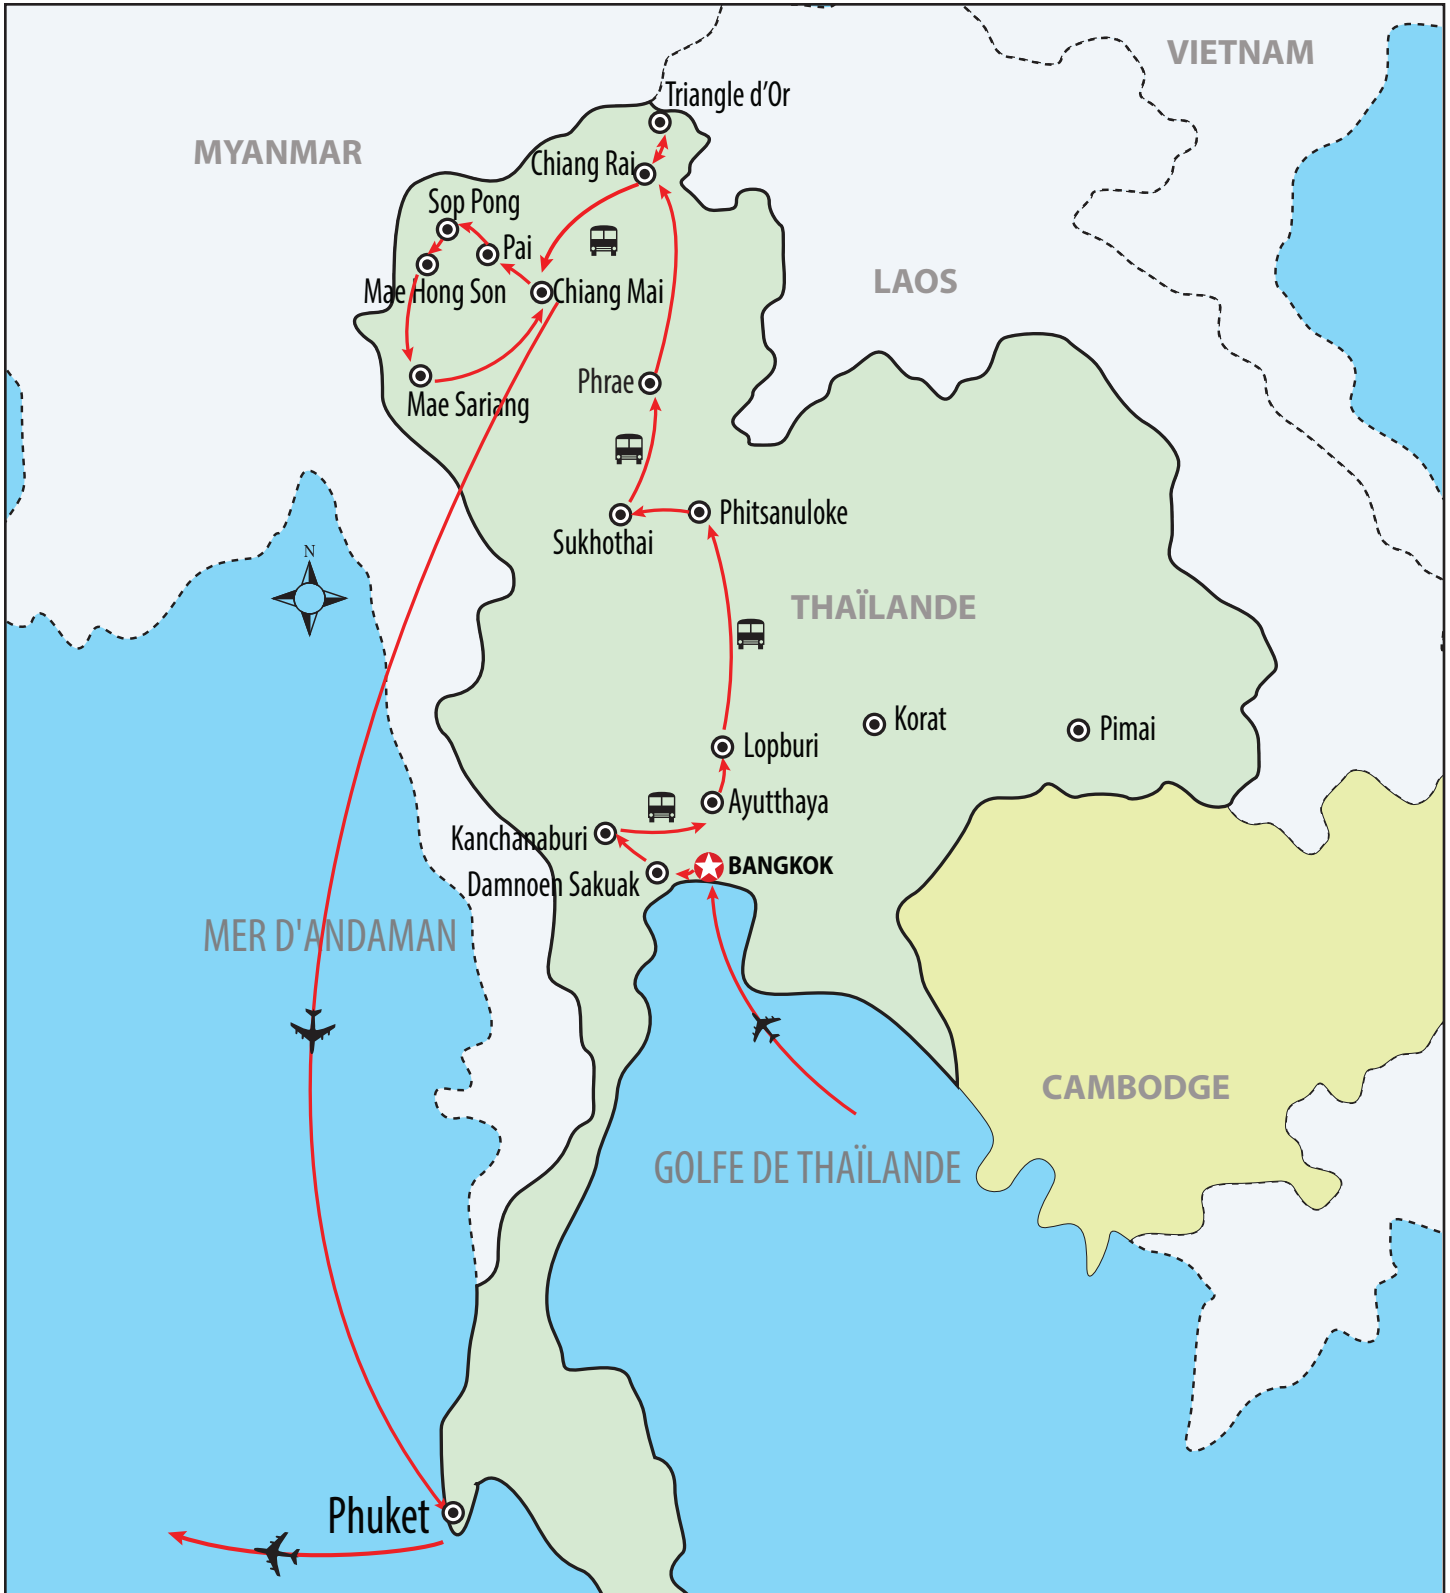 VIETNAM
Triangle d'Or
MYANMAR
Chiang Rai
Sop Pong
Pai
LAOS
Mae Hong Son
Chiang Mai
Phrae
Mae Sariang
Phitsanuloke
Sukhothai
N
THAÏLANDE
Korat
Pimai
Lopburi
Ayutthaya
Kanchanaburi
BANGKOK
Damnoen Sakuak
MER D'ANDAMAN
CAMBODGE
GOLFE DE THAÏLANDE
Phuket